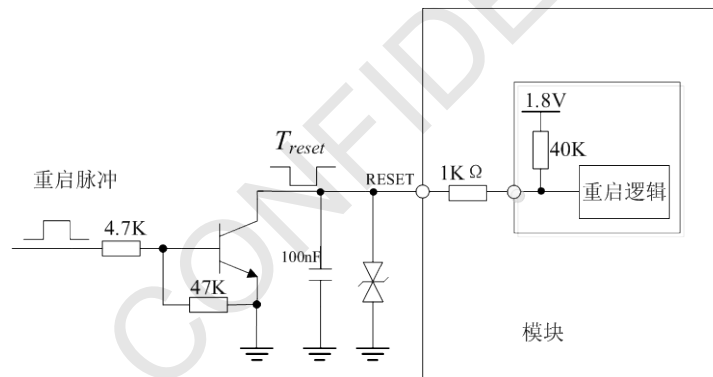 CONFIDE
1.8V
T_reset
40K
RESET
1K Ω
重启脉冲
重启逻辑
4.7K
100nF
47K
模块